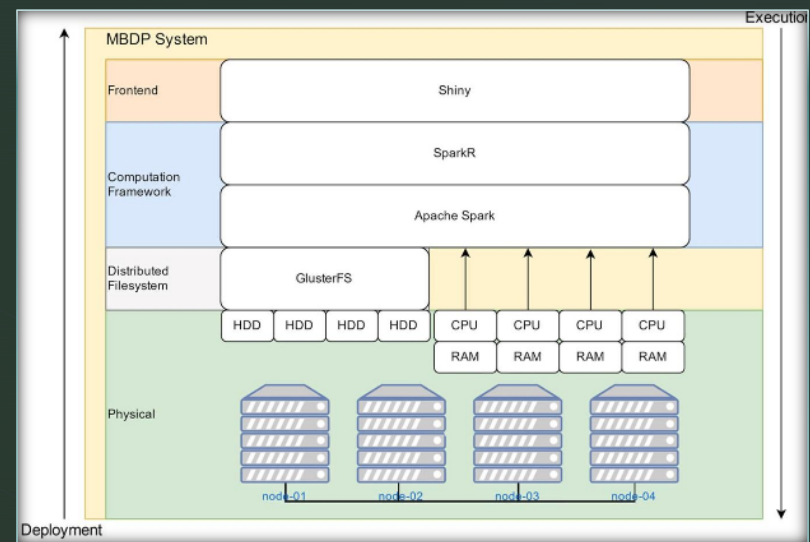 Execution
MBDP System
Frontend
Shiny
SparkR
Computation
Framework
Apache Spark
Distributed
Filesystem
GlusterFS
HDD HDD HDD HDD CPU CPU CPU CPU
RAM RAM RAM RAM
Physical
node-01 node-02 node-03 node-04
Deployment